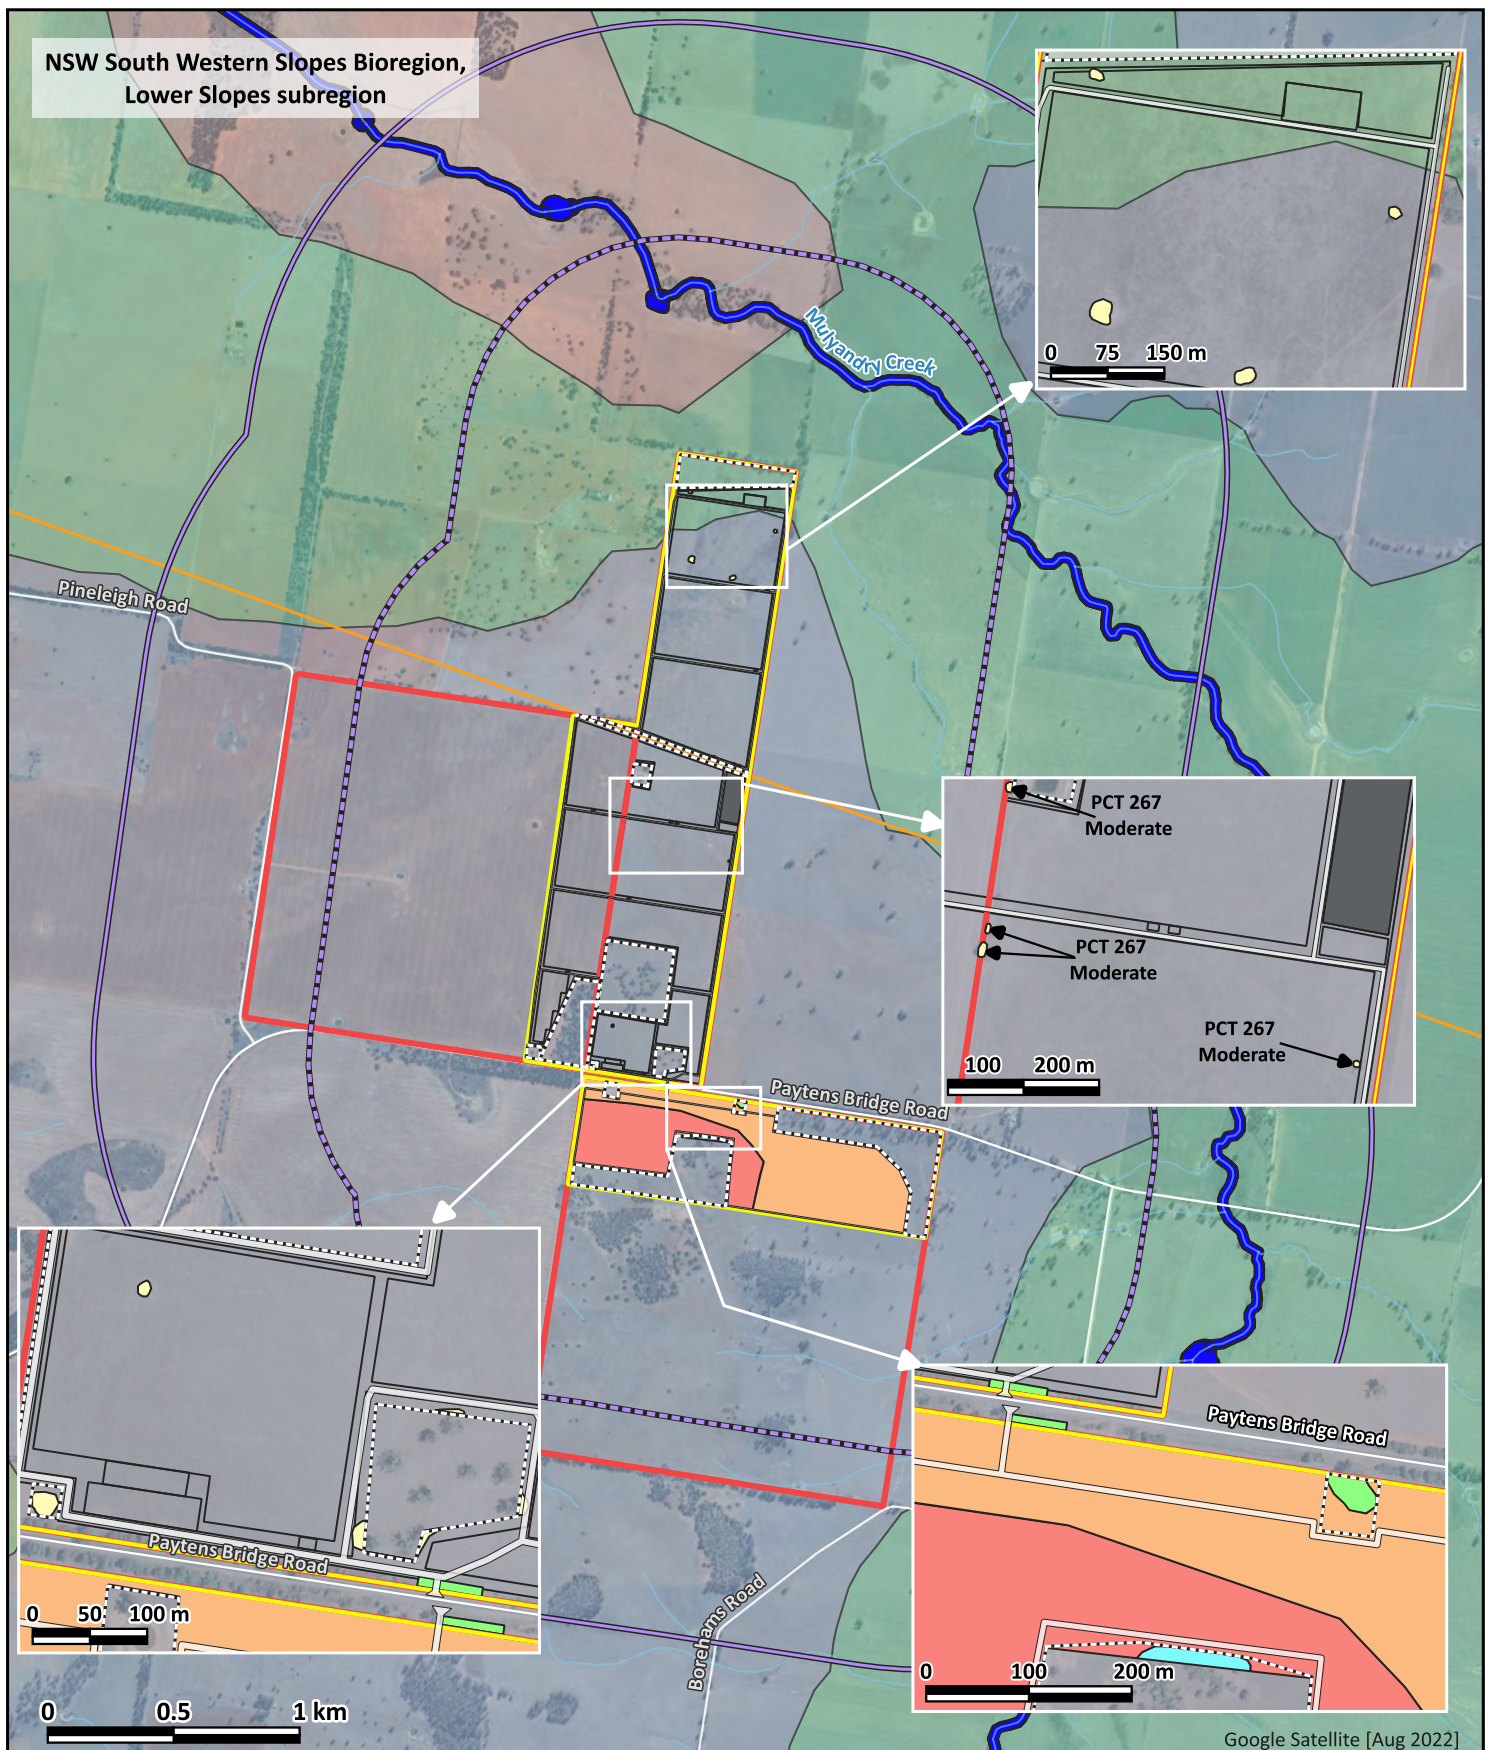 NSW South Western Slopes Bioregion,
Lower Slopes subregion
0 75 150 m
Mulyandry Creek
Pineleigh Road
PCT 267
Moderate
PCT 267
Moderate
PCT 267
Moderate
100 200 m
Paytens Bridge Road
Paytens Bridge Road
Paytens Bridge Road
0 50 100 m
Borehams Road
0 100 200 m
0 0.5 1 km
Google Satellite [Aug 2022]